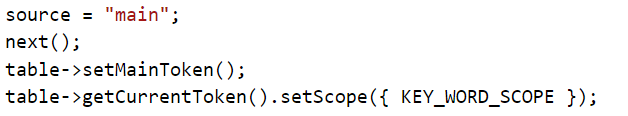 source = "main";
next();
table->setMainToken();
table->getCurrentToken().setScope({ KEY_WORD_SCOPE });